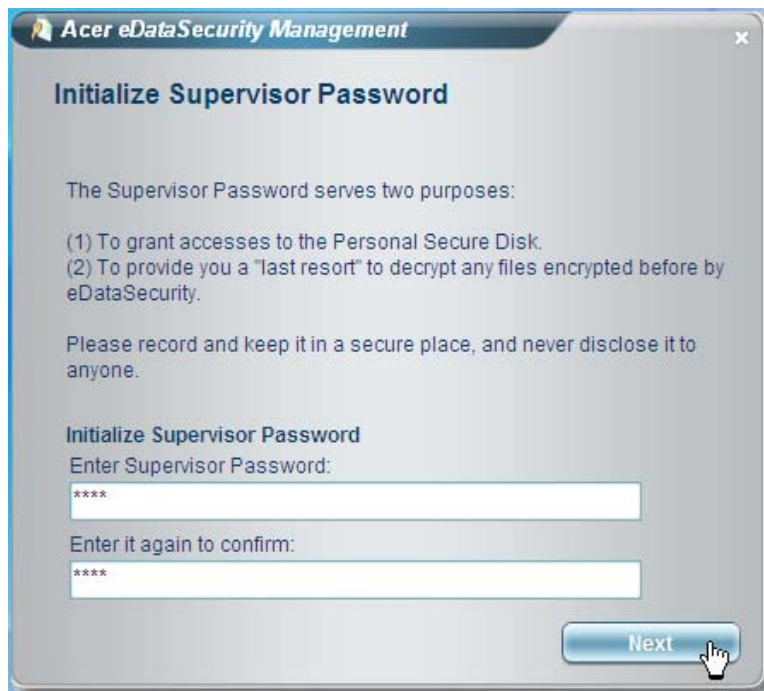 Acer eDataSecurity Management
Initialize Supervisor Password
The Supervisor Password serves two purposes:
(1) To grant accesses to the Personal Secure Disk.
(2) To provide you a "last resort" to decrypt any files encrypted before by
eDataSecurity.
Please record and keep it in a secure place, and never disclose it to
anyone.
Initialize Supervisor Password
Enter Supervisor Password:
****
Enter it again to confirm:
****
Next